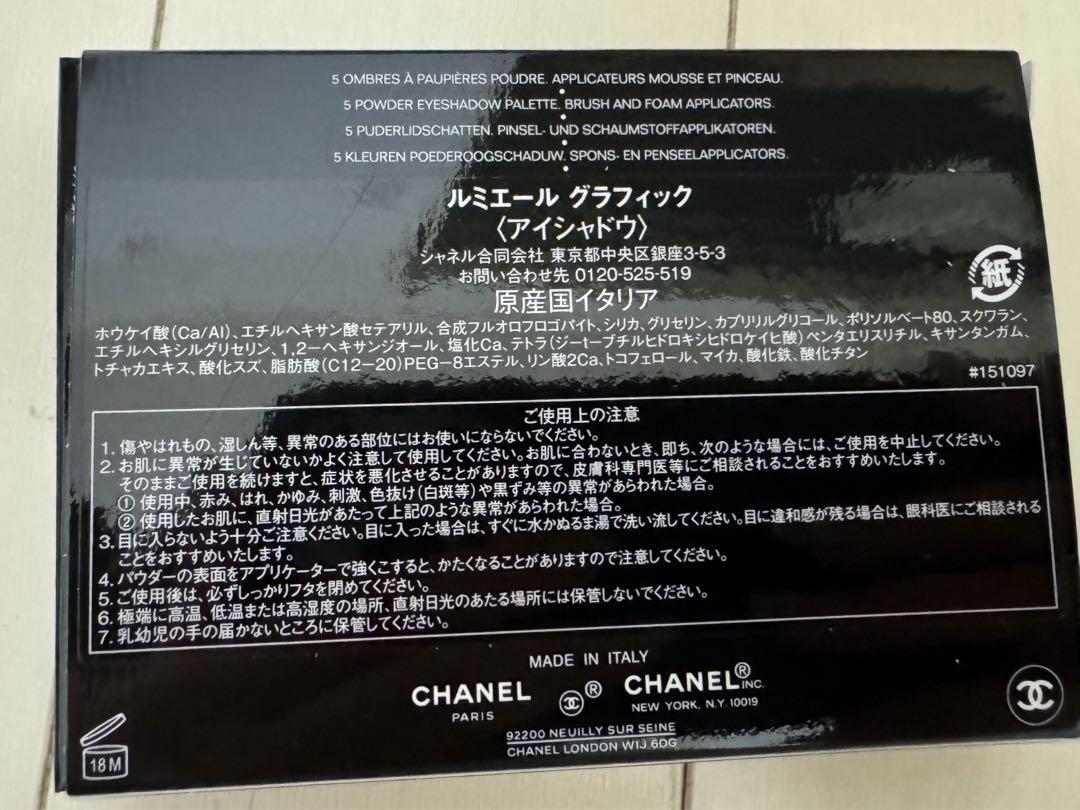 5 OMBRES À PAUPIÈRES POUDRE. APPLICATEURS MOUSSE ET PINCEAU.
5 POWDER EYESHADOW PALETTE. BRUSH AND FOAM APPLICATORS.
5 PUDERLIDSCHATTEN. PINSEL- UND SCHAUMSTOFFAPPLIKATOREN.
5 KLEUREN POEDEROOGSCHADUW. SPONS- EN PENSEELAPPLICATORS.
ルミエール グラフィック
〈アイシャドウ〉
シャネル合同会社 東京都中央区銀座3-5-3
お問い合わせ先 0120-525-519
原産国イタリア
紙
ホウケイ酸(Ca/Al)、エチルヘキサン酸セテアリル、合成フルオロフロゴパイト、シリカ、グリセリン、カプリリルグリコール、ポリソルベート80、スクワラン、
エチルヘキシルグリセリン、1,2-ヘキサンジオール、塩化Ca、テトラ(ジ-t-ブチルヒドロキシヒドロケイヒ酸)ペンタエリスリチル、キサンタンガム、
トチャカエキス、酸化スズ、脂肪酸(C12-20)PEG-8エステル、リン酸2Ca、トコフェロール、マイカ、酸化鉄、酸化チタン
#151097
ご使用上の注意
1. 傷やはれもの、湿しん等、異常のある部位にはお使いにならないでください。
2. お肌に異常が生じていないかよく注意して使用してください。お肌に合わないとき、即ち、次のような場合には、ご使用を中止してください。
そのままご使用を続けますと、症状を悪化させることがありますので、皮膚科専門医等にご相談されることをおすすめいたします。
① 使用中、赤み、はれ、かゆみ、刺激、色抜け(白斑等)や黒ずみ等の異常があらわれた場合。
② 使用したお肌に、直射日光があたって上記のような異常があらわれた場合。
3. 目に入らないよう十分ご注意ください。目に入った場合は、すぐに水かぬるま湯で洗い流してください。目に違和感が残る場合は、眼科医にご相談される
ことをおすすめいたします。
4. パウダーの表面をアプリケーターで強くこすると、かたくなることがありますので注意してください。
5. ご使用後は、必ずしっかりフタを閉めてください。
6. 極端に高温、低温または高湿度の場所、直射日光のあたる場所には保管しないでください。
7. 乳幼児の手の届かないところに保管してください。
MADE IN ITALY
CHANEL ® CHANEL® INC.
PARIS NEW YORK, N.Y. 10019
92200 NEUILLY SUR SEINE
CHANEL LONDON W1J 6DG
18 M